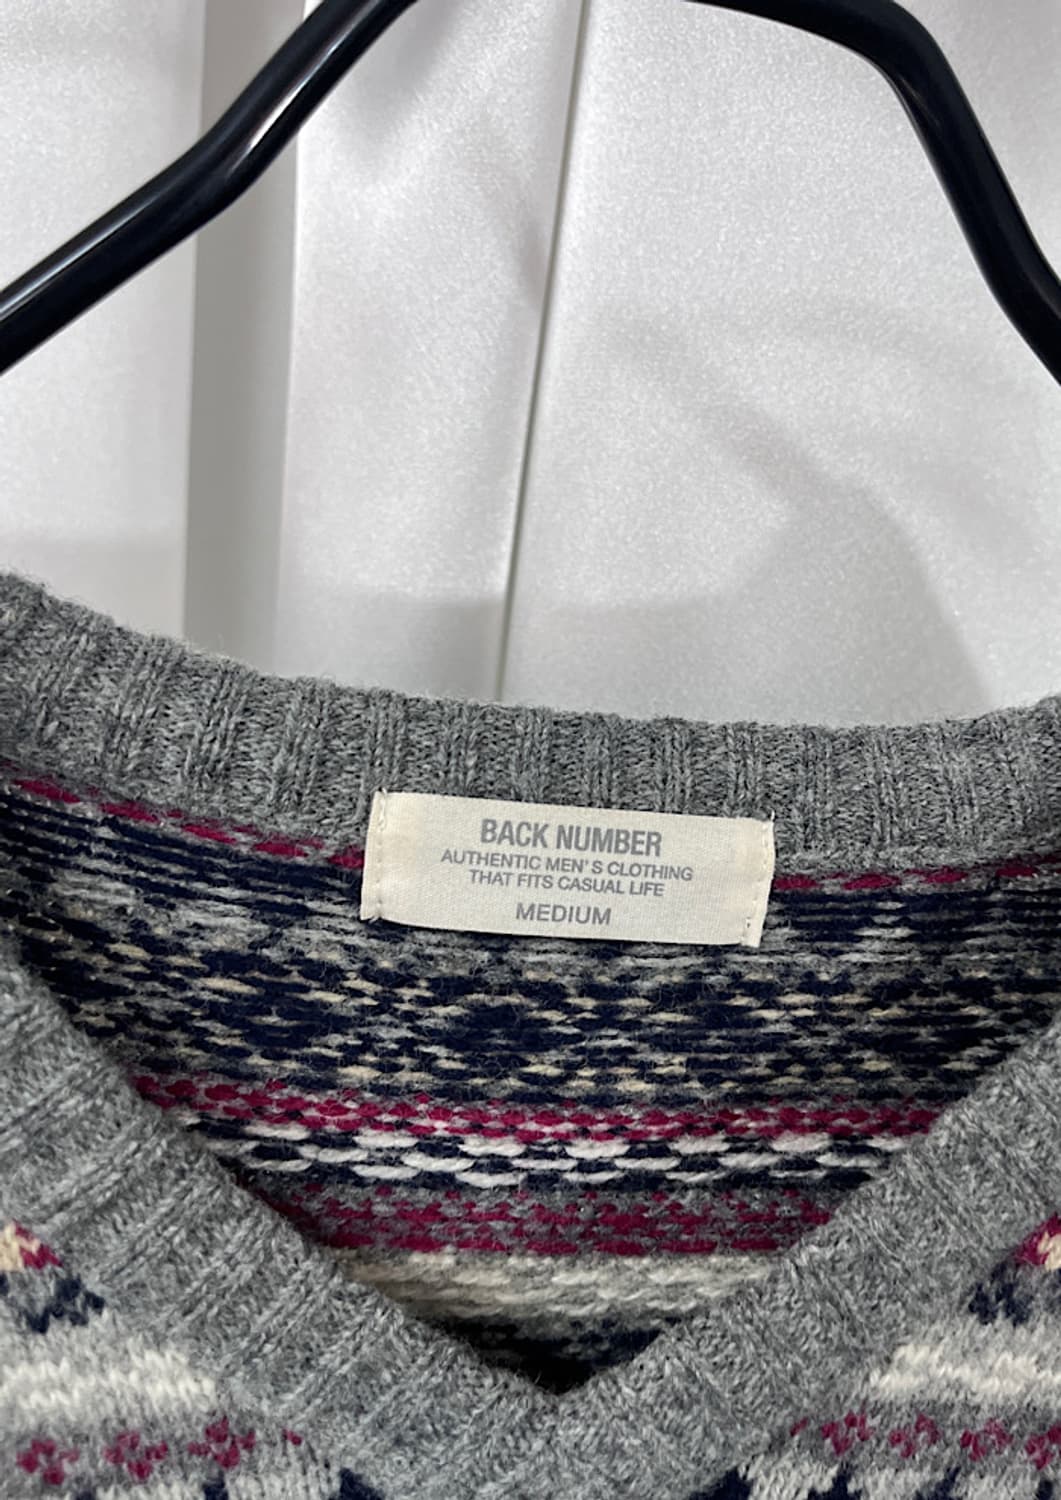 BACK NUMBER
AUTHENTIC MEN'S CLOTHING
THAT FITS CASUAL LIFE
MEDIUM